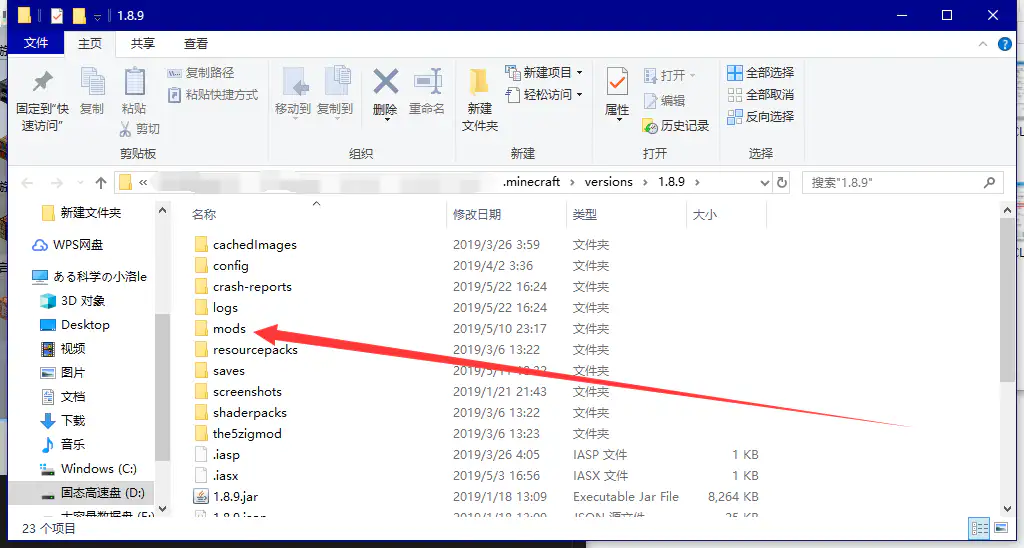 1.8.9
文件 主页 共享 查看
固定到"快速访问"
复制
粘贴
复制路径
粘贴快捷方式
剪切
剪贴板
移动到 复制到 删除 重命名
组织
新建文件夹
新建项目
轻松访问
新建
属性
打开
编辑
历史记录
打开
全部选择
全部取消
反向选择
选择
« .minecraft › versions › 1.8.9 ›
搜索"1.8.9"
新建文件夹
WPS网盘
ある科学の小洛le
3D 对象
Desktop
视频
图片
文档
下载
音乐
Windows (C:)
固态高速盘 (D:)
名称 修改日期 类型 大小
cachedImages 2019/3/26 3:59 文件夹
config 2019/4/2 3:36 文件夹
crash-reports 2019/5/22 16:24 文件夹
logs 2019/5/22 16:24 文件夹
mods 2019/5/10 23:17 文件夹
resourcepacks 2019/3/6 13:22 文件夹
saves 文件夹
screenshots 2019/1/21 21:43 文件夹
shaderpacks 2019/3/6 13:22 文件夹
the5zigmod 2019/3/6 13:23 文件夹
.iasp 2019/3/26 4:05 IASP 文件 1 KB
.iasx 2019/5/3 16:56 IASX 文件 1 KB
1.8.9.jar 2019/1/18 13:09 Executable Jar File 8,264 KB
23 个项目